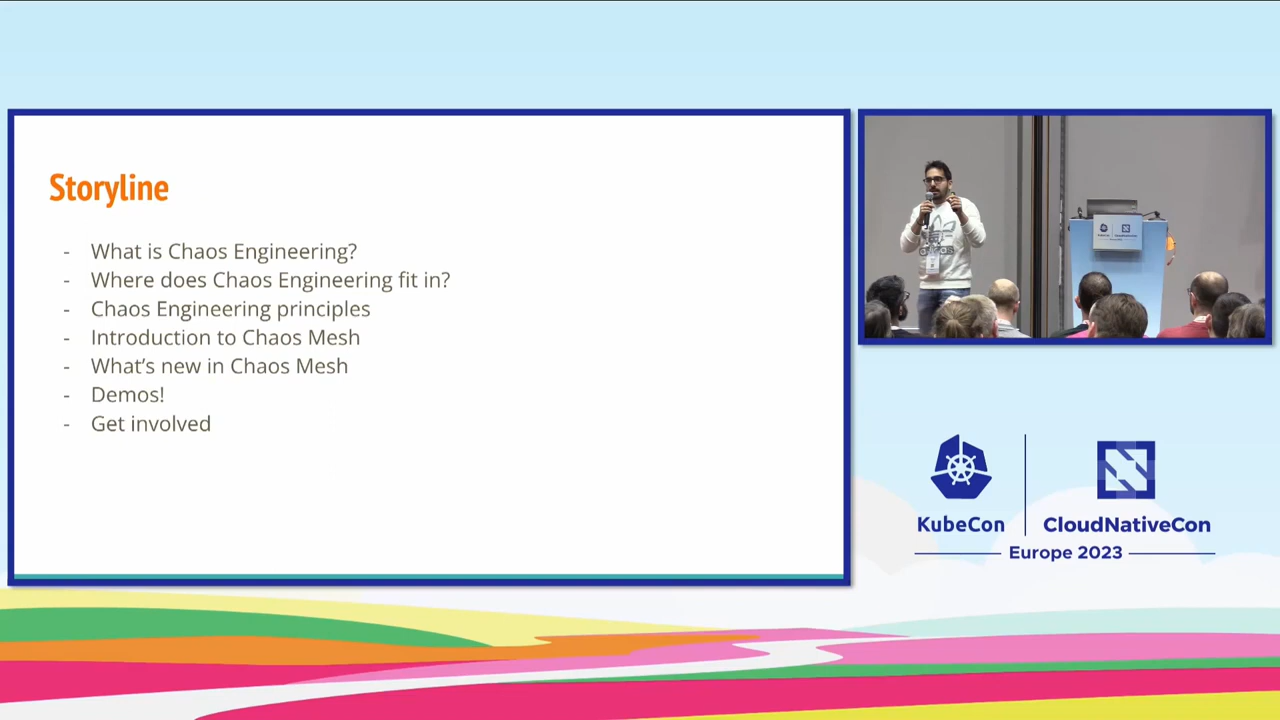 Storyline
- What is Chaos Engineering?
- Where does Chaos Engineering fit in?
- Chaos Engineering principles
- Introduction to Chaos Mesh
- What's new in Chaos Mesh
- Demos!
- Get involved
KubeCon
CloudNativeCon
Europe 2023